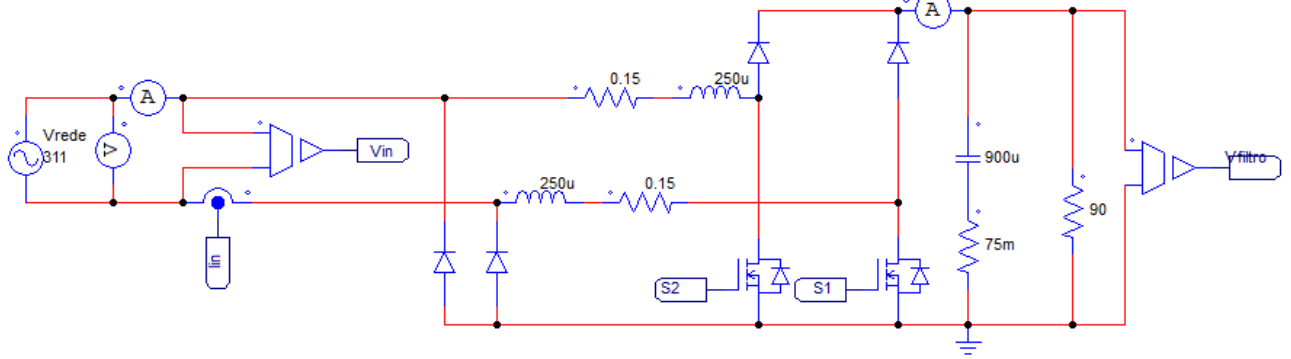 A
0.15
250u
A
Vrede
311
V
Vin
250u
0.15
900u
Vfiltro
90
75m
Iin
S2
S1